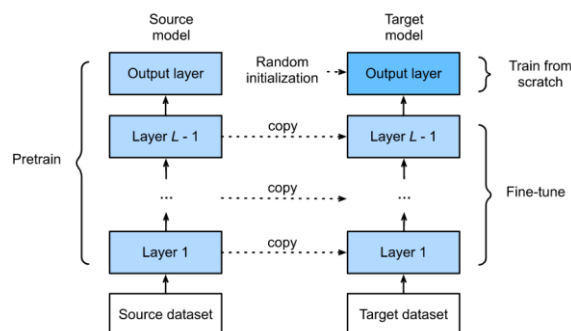 Source
model
Target
model
Output layer
Random
initialization
Output layer
Train from
scratch
Layer L - 1
copy
Layer L - 1
Pretrain
...
copy
...
Fine-tune
Layer 1
copy
Layer 1
Source dataset
Target dataset